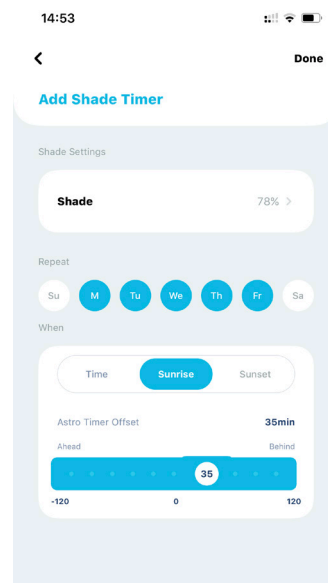 14:53
Done
Add Shade Timer
Shade Settings
Shade 78%
Repeat
Su M Tu We Th Fr Sa
When
Time Sunrise Sunset
Astro Timer Offset 35min
Ahead Behind
35
-120 0 120